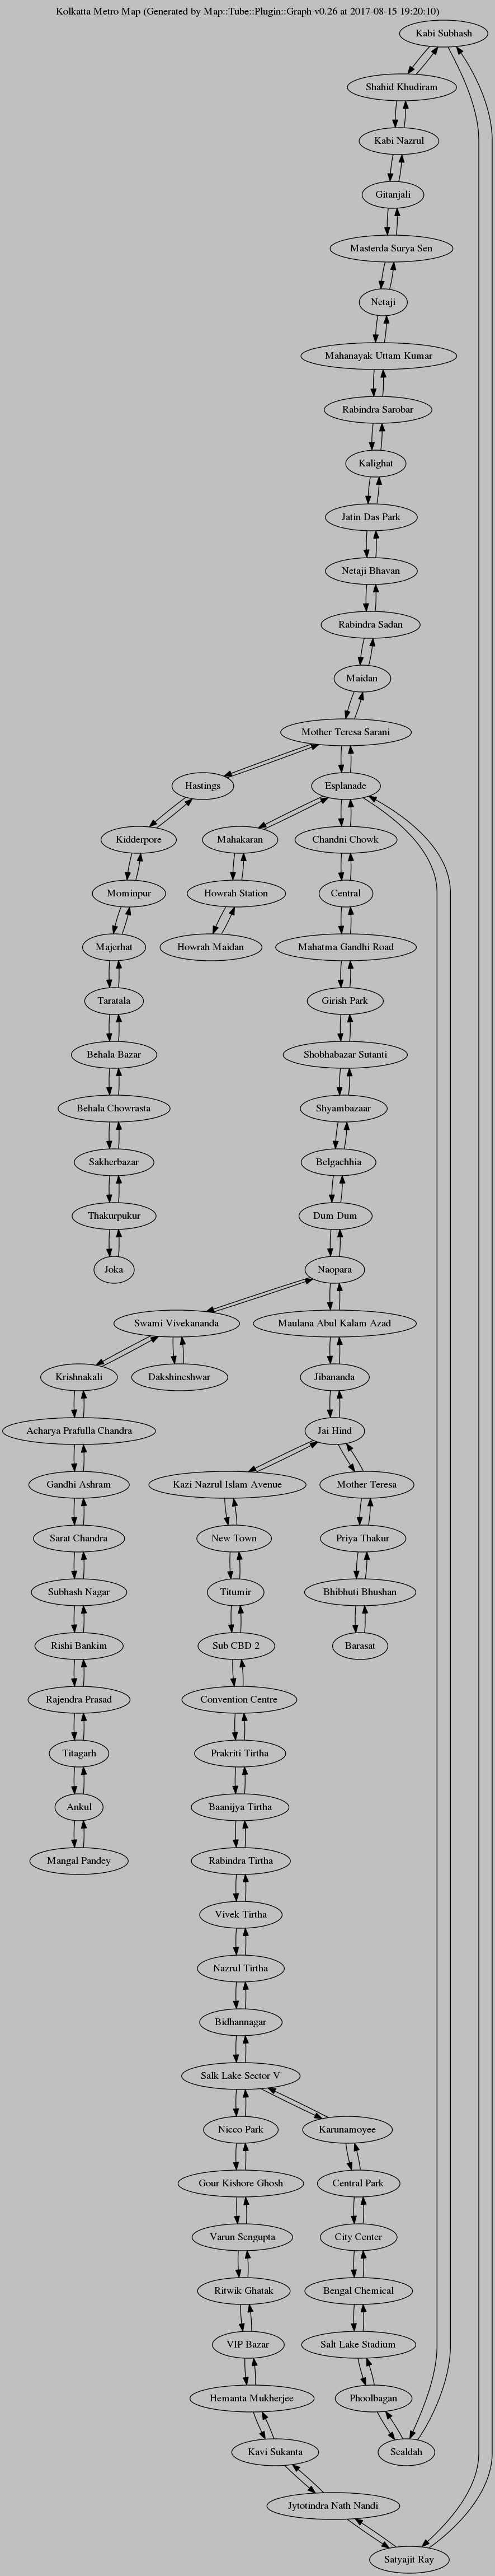 Kolkatta Metro Map (Generated by Map::Tube::Plugin::Graph v0.26 at 2017-08-15 19:20:10)
Kabi Subhash
Shahid Khudiram
Kabi Nazrul
Gitanjali
Masterda Surya Sen
Netaji
Mahanayak Uttam Kumar
Rabindra Sarobar
Kalighat
Jatin Das Park
Netaji Bhavan
Rabindra Sadan
Maidan
Mother Teresa Sarani
Hastings
Esplanade
Kidderpore
Mahakaran
Chandni Chowk
Mominpur
Howrah Station
Central
Majerhat
Howrah Maidan
Mahatma Gandhi Road
Taratala
Girish Park
Behala Bazar
Shobhabazar Sutanti
Behala Chowrasta
Shyambazaar
Sakherbazar
Belgachhia
Thakurpukur
Dum Dum
Joka
Naopara
Swami Vivekananda
Maulana Abul Kalam Azad
Krishnakali
Dakshineshwar
Jibananda
Acharya Prafulla Chandra
Jai Hind
Gandhi Ashram
Kazi Nazrul Islam Avenue
Mother Teresa
Sarat Chandra
New Town
Priya Thakur
Subhash Nagar
Titumir
Bhibhuti Bhushan
Rishi Bankim
Sub CBD 2
Barasat
Rajendra Prasad
Convention Centre
Titagarh
Prakriti Tirtha
Ankul
Baanijya Tirtha
Mangal Pandey
Rabindra Tirtha
Vivek Tirtha
Nazrul Tirtha
Bidhannagar
Salk Lake Sector V
Nicco Park
Karunamoyee
Gour Kishore Ghosh
Central Park
Varun Sengupta
City Center
Ritwik Ghatak
Bengal Chemical
VIP Bazar
Salt Lake Stadium
Hemanta Mukherjee
Phoolbagan
Kavi Sukanta
Sealdah
Jytotindra Nath Nandi
Satyajit Ray